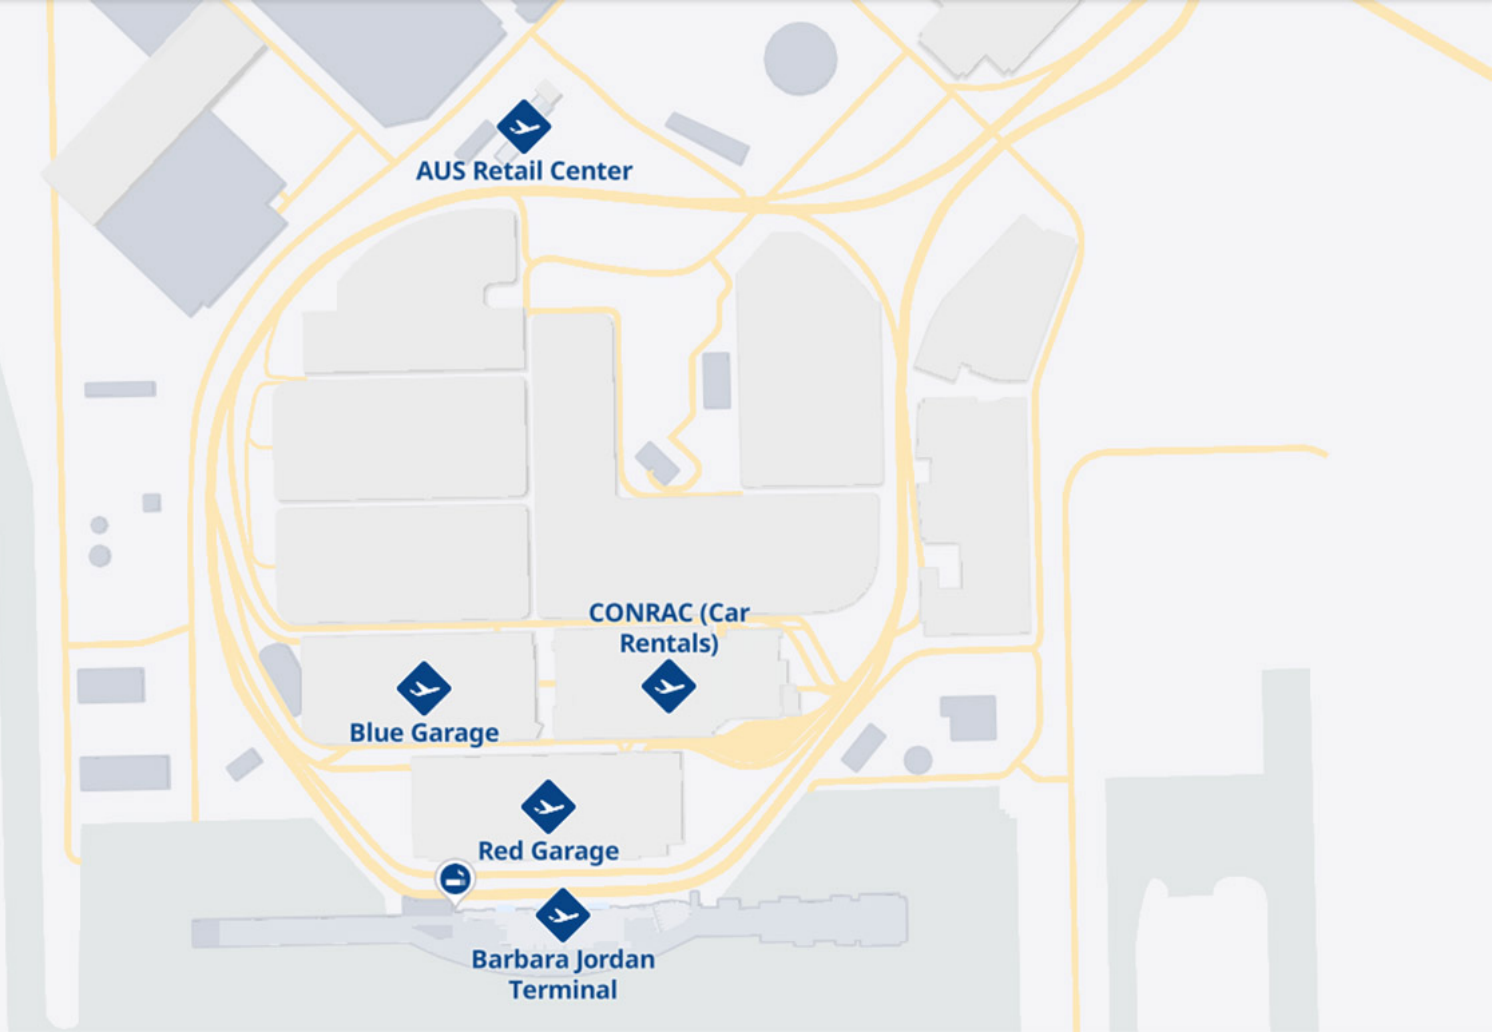 AUS Retail Center
CONRAC (Car
Rentals)
Blue Garage
Red Garage
Barbara Jordan
Terminal